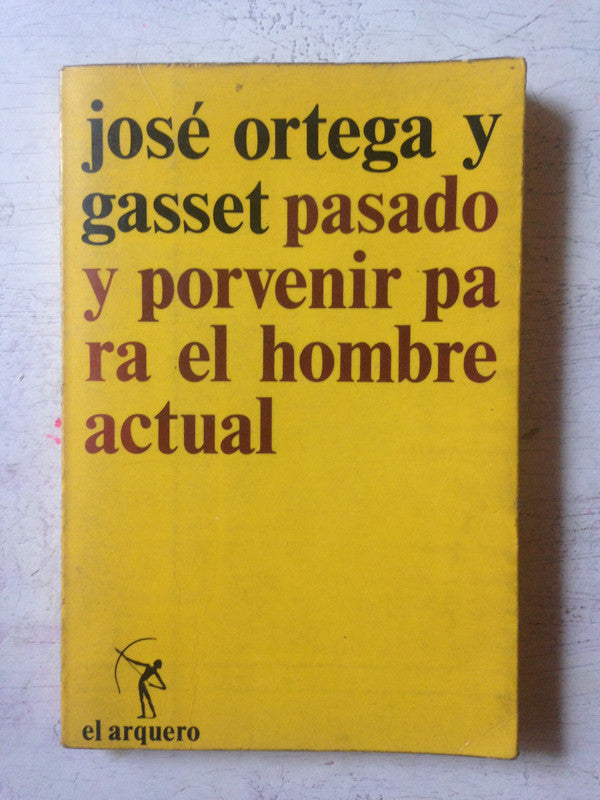 josé ortega y
gasset pasado
y porvenir pa
ra el hombre
actual
el arquero